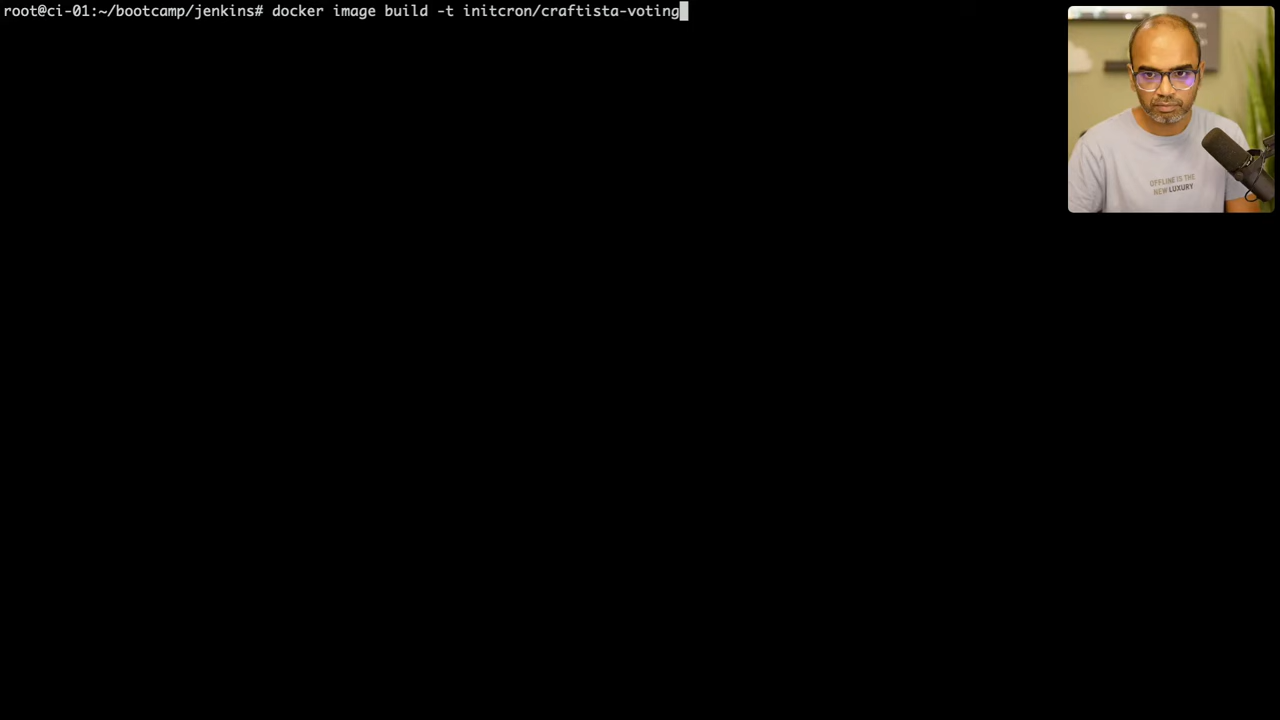 root@ci-01:~/bootcamp/jenkins# docker image build -t initcron/craftista-voting
OFFLINE IS THE
NEW LUXURY